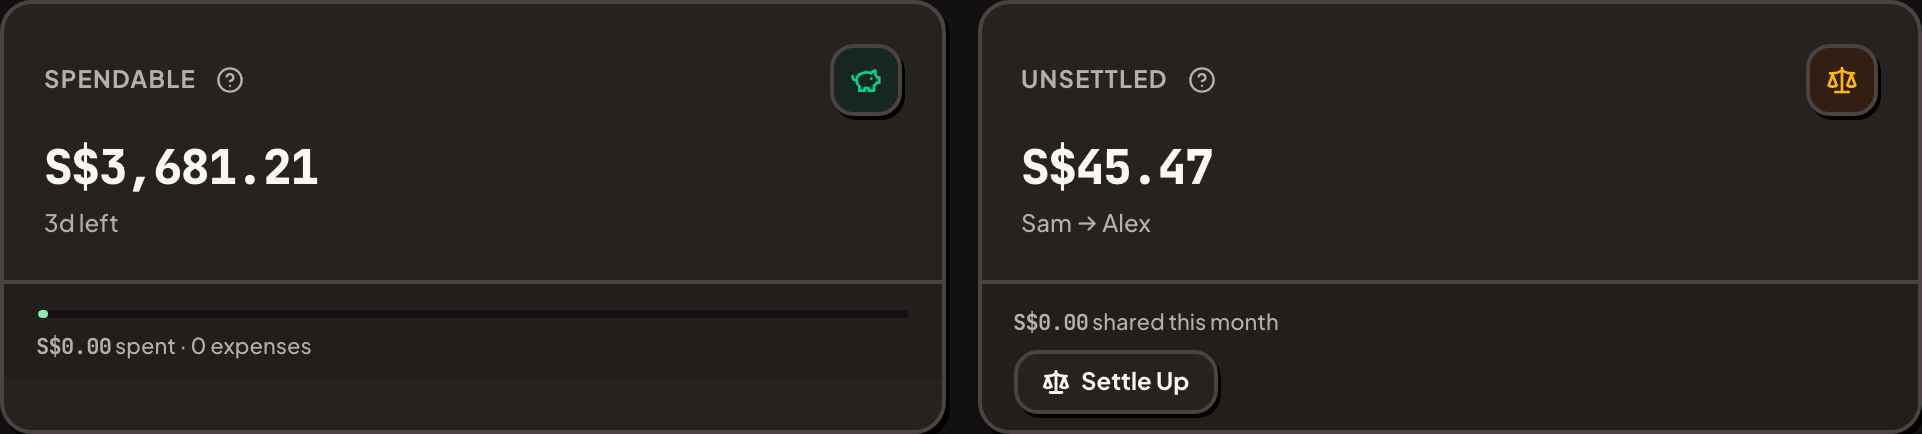 SPENDABLE
S$3,681.21
3d left
S$0.00 spent · 0 expenses
UNSETTLED
S$45.47
Sam → Alex
S$0.00 shared this month
Settle Up